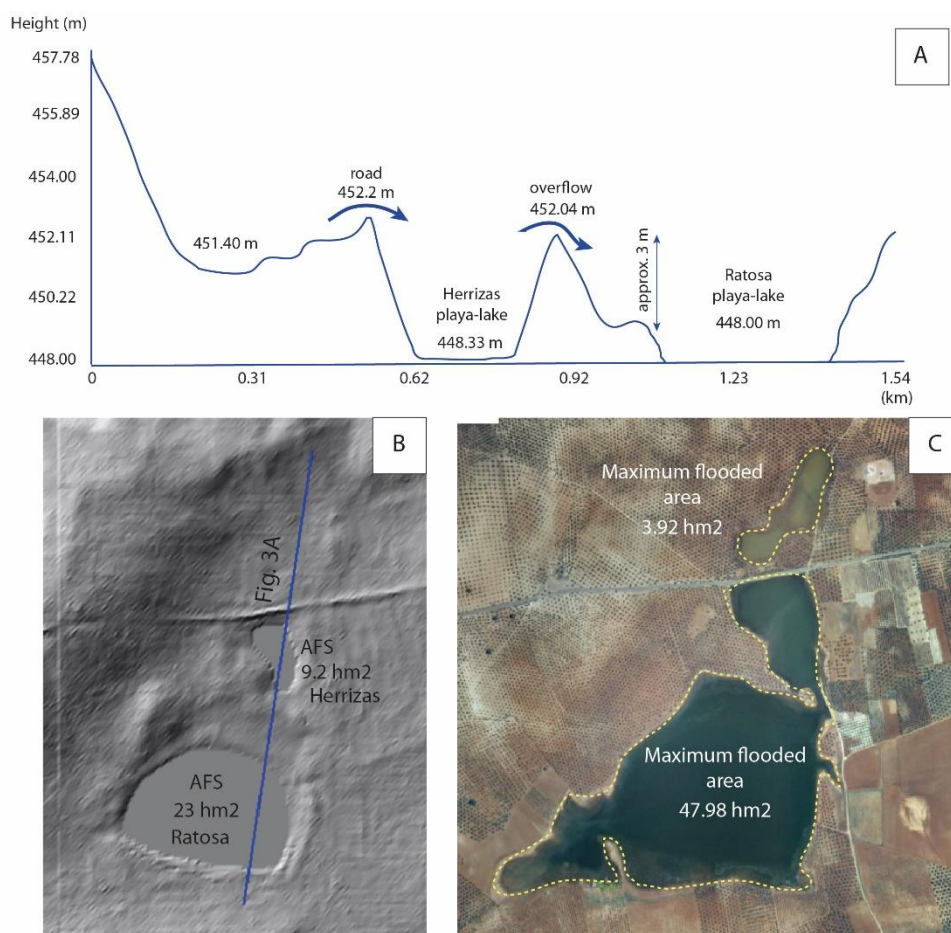 Height (m)
A
457.78
455.89
454.00
452.11
450.22
448.00
road
452.2 m
overflow
452.04 m
451.40 m
approx. 3 m
Herrizas
playa-lake
448.33 m
Ratosa
playa-lake
448.00 m
0
0.31
0.62
0.92
1.23
1.54
(km)
B
Fig. 3A
AFS
9.2 hm2
Herrizas
AFS
23 hm2
Ratosa
C
Maximum flooded
area
3.92 hm2
Maximum flooded
area
47.98 hm2